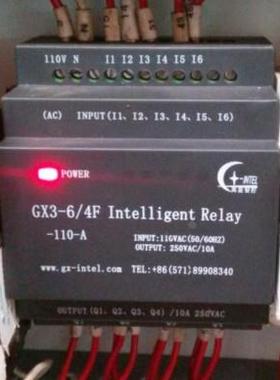 110V N I1 I2 I3 I4 I5 I6
(AC) INPUT(I1、I2、I3、I4、I5、I6)
POWER
-INTEL
GX3-6/4F Intelligent Relay
-110-A
INPUT:110VAC(50/60HZ)
OUTPUT: 250VAC/10A
www.gx-intel.com TEL:+86(571)89908340
OUTPUT(Q1、Q2、Q3、Q4)/10A 250VAC